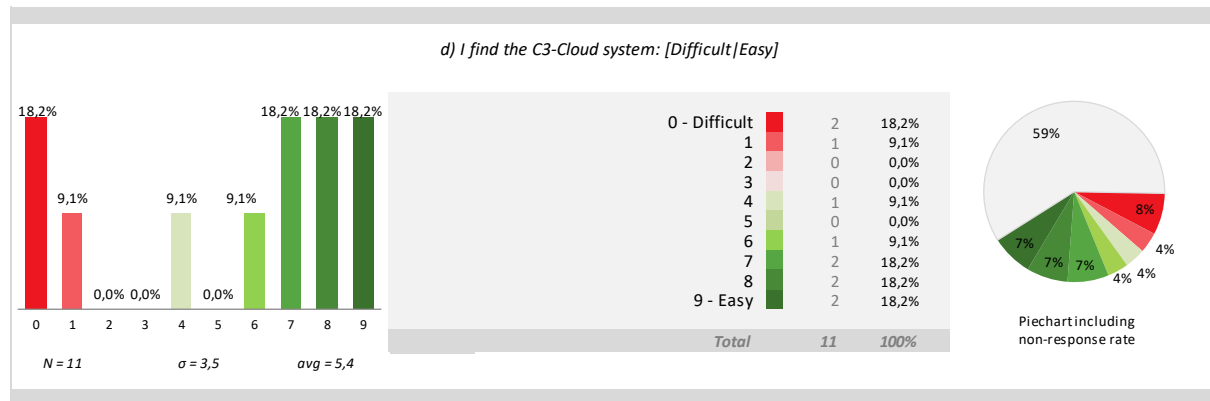 d) I find the C3-Cloud system: [Difficult|Easy]
18,2% 9,1% 0,0% 0,0% 9,1% 0,0% 9,1% 18,2% 18,2% 18,2%
0 1 2 3 4 5 6 7 8 9
N = 11 σ = 3,5 avg = 5,4
0 - Difficult 2 18,2%
1 1 9,1%
2 0 0,0%
3 0 0,0%
4 1 9,1%
5 0 0,0%
6 1 9,1%
7 2 18,2%
8 2 18,2%
9 - Easy 2 18,2%
Total 11 100%
59%
8%
4%
4%
4%
7%
7%
7%
Piechart including
non-response rate